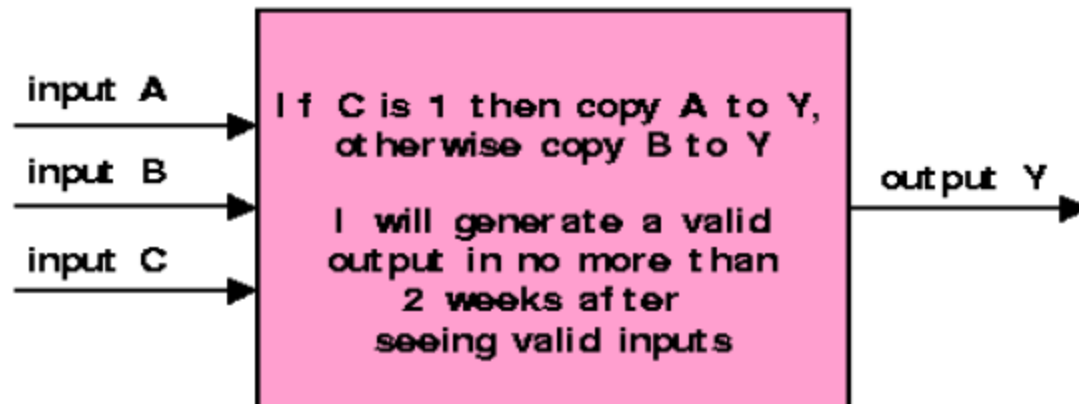 input A
input B
input C
If C is 1 then copy A to Y,
otherwise copy B to Y
I will generate a valid
output in no more than
2 weeks after
seeing valid inputs
output Y